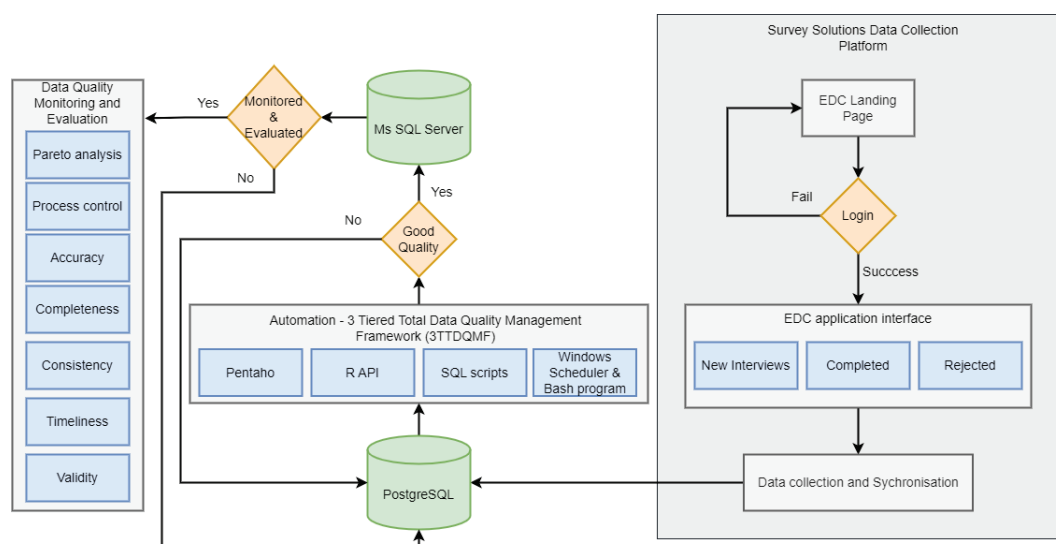 Survey Solutions Data Collection
Platform
EDC Landing
Page
Fail
Login
Succcess
EDC application interface
New Interviews
Completed
Rejected
Data collection and Sychronisation
Data Quality
Monitoring and
Evaluation
Pareto analysis
Process control
Accuracy
Completeness
Consistency
Timeliness
Validity
Yes
Monitored
&
Evaluated
No
Ms SQL Server
Yes
No
Good
Quality
Automation - 3 Tiered Total Data Quality Management
Framework (3TTDQMF)
Pentaho
R API
SQL scripts
Windows
Scheduler &
Bash program
PostgreSQL